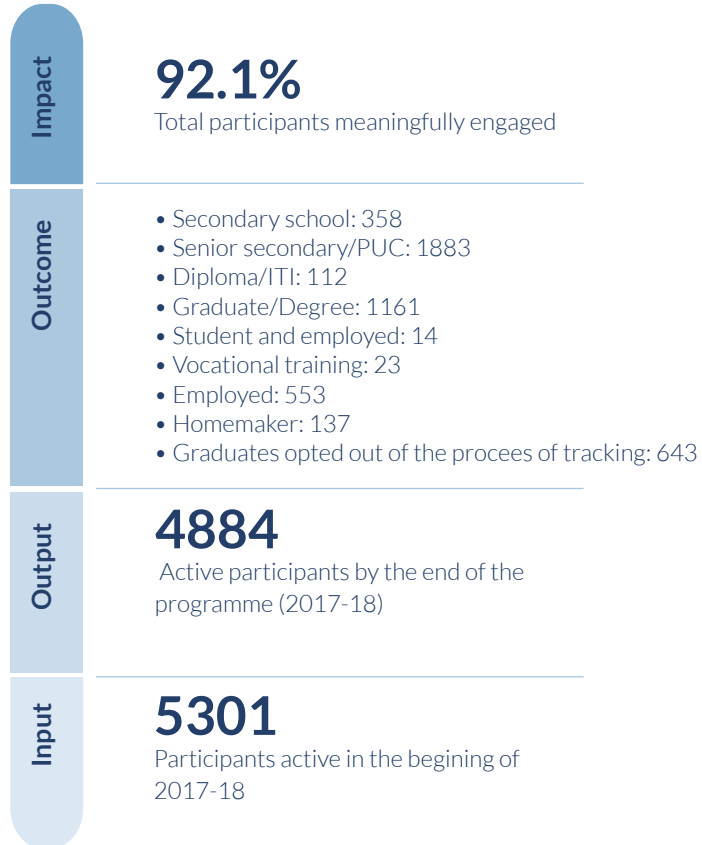 Impact
92.1%
Total participants meaningfully engaged
Outcome
• Secondary school: 358
• Senior secondary/PUC: 1883
• Diploma/ITI: 112
• Graduate/Degree: 1161
• Student and employed: 14
• Vocational training: 23
• Employed: 553
• Homemaker: 137
• Graduates opted out of the procees of tracking: 643
Output
4884
Active participants by the end of the
programme (2017-18)
Input
5301
Participants active in the begining of
2017-18